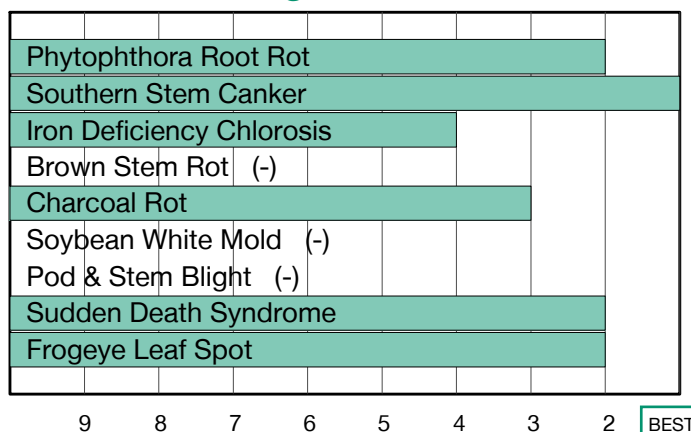 Phytophthora Root Rot
Southern Stem Canker
Iron Deficiency Chlorosis
Brown Stem Rot (-)
Charcoal Rot
Soybean White Mold (-)
Pod & Stem Blight (-)
Sudden Death Syndrome
Frogeye Leaf Spot
9 8 7 6 5 4 3 2 BEST